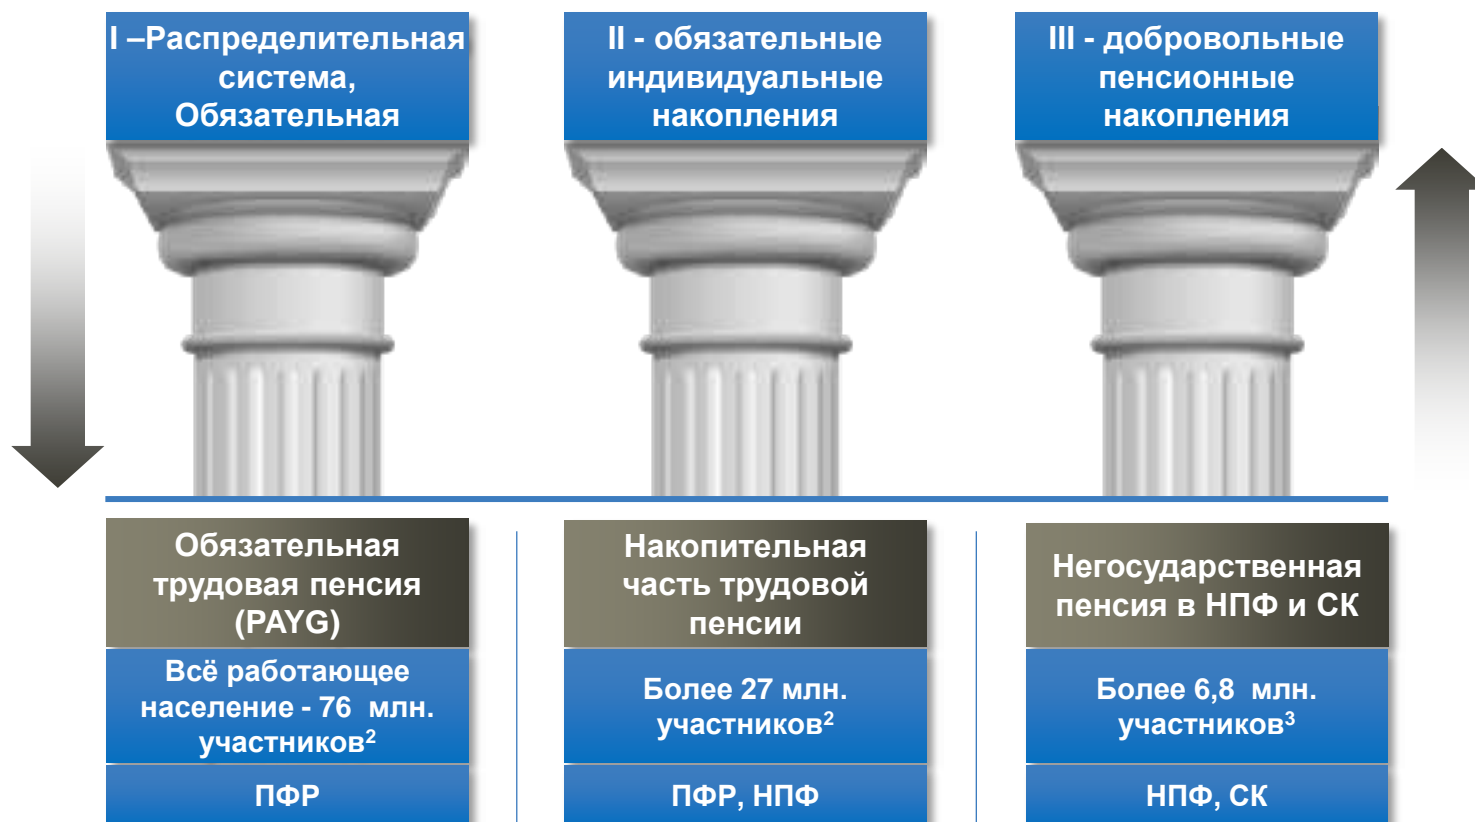 I –Распределительная
система,
Обязательная
II - обязательные
индивидуальные
накопления
III - добровольные
пенсионные
накопления
Обязательная
трудовая пенсия
(PAYG)
Накопительная
часть трудовой
пенсии
Негосударственная
пенсия в НПФ и СК
Всё работающее
население - 76 млн.
участников²
Более 27 млн.
участников²
Более 6,8 млн.
участников³
ПФР
ПФР, НПФ
НПФ, СК